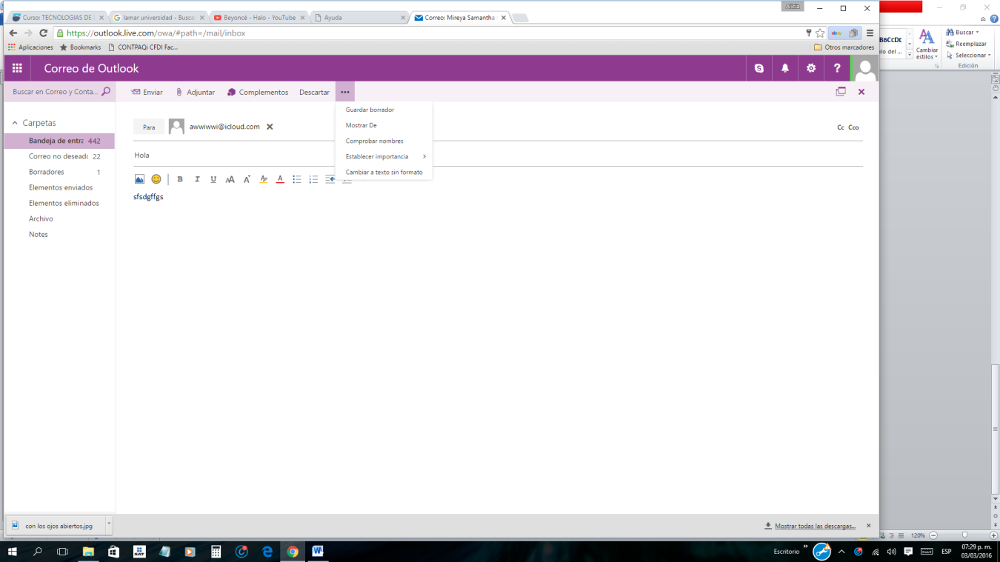 Alicia
Curso: TECNOLOGIAS DE L
lamar universidad - Buscar
Beyoncé - Halo - YouTube
Ayuda
Correo: Mireya Samantha
https://outlook.live.com/owa/#path=/mail/inbox
ebay
Aplicaciones
Bookmarks
CONTPAQi CFDI Fac...
Otros marcadores
Correo de Outlook
Buscar en Correo y Conta...
Enviar
Adjuntar
Complementos
Descartar
Carpetas
Bandeja de entra 442
Correo no deseado 22
Borradores 1
Elementos enviados
Elementos eliminados
Archivo
Notes
Para
awwiwwi@icloud.com
Cc Cco
Hola
sfsdgffgs
Guardar borrador
Mostrar De
Comprobar nombres
Establecer importancia
Cambiar a texto sin formato
BBCCDE
lo del ...
Cambiar
estilos
Buscar
Reemplazar
Seleccionar
Edición
con los ojos abiertos.jpg
Mostrar todas las descargas...
120%
SAT
Escritorio
ESP
07:29 p. m.
03/03/2016